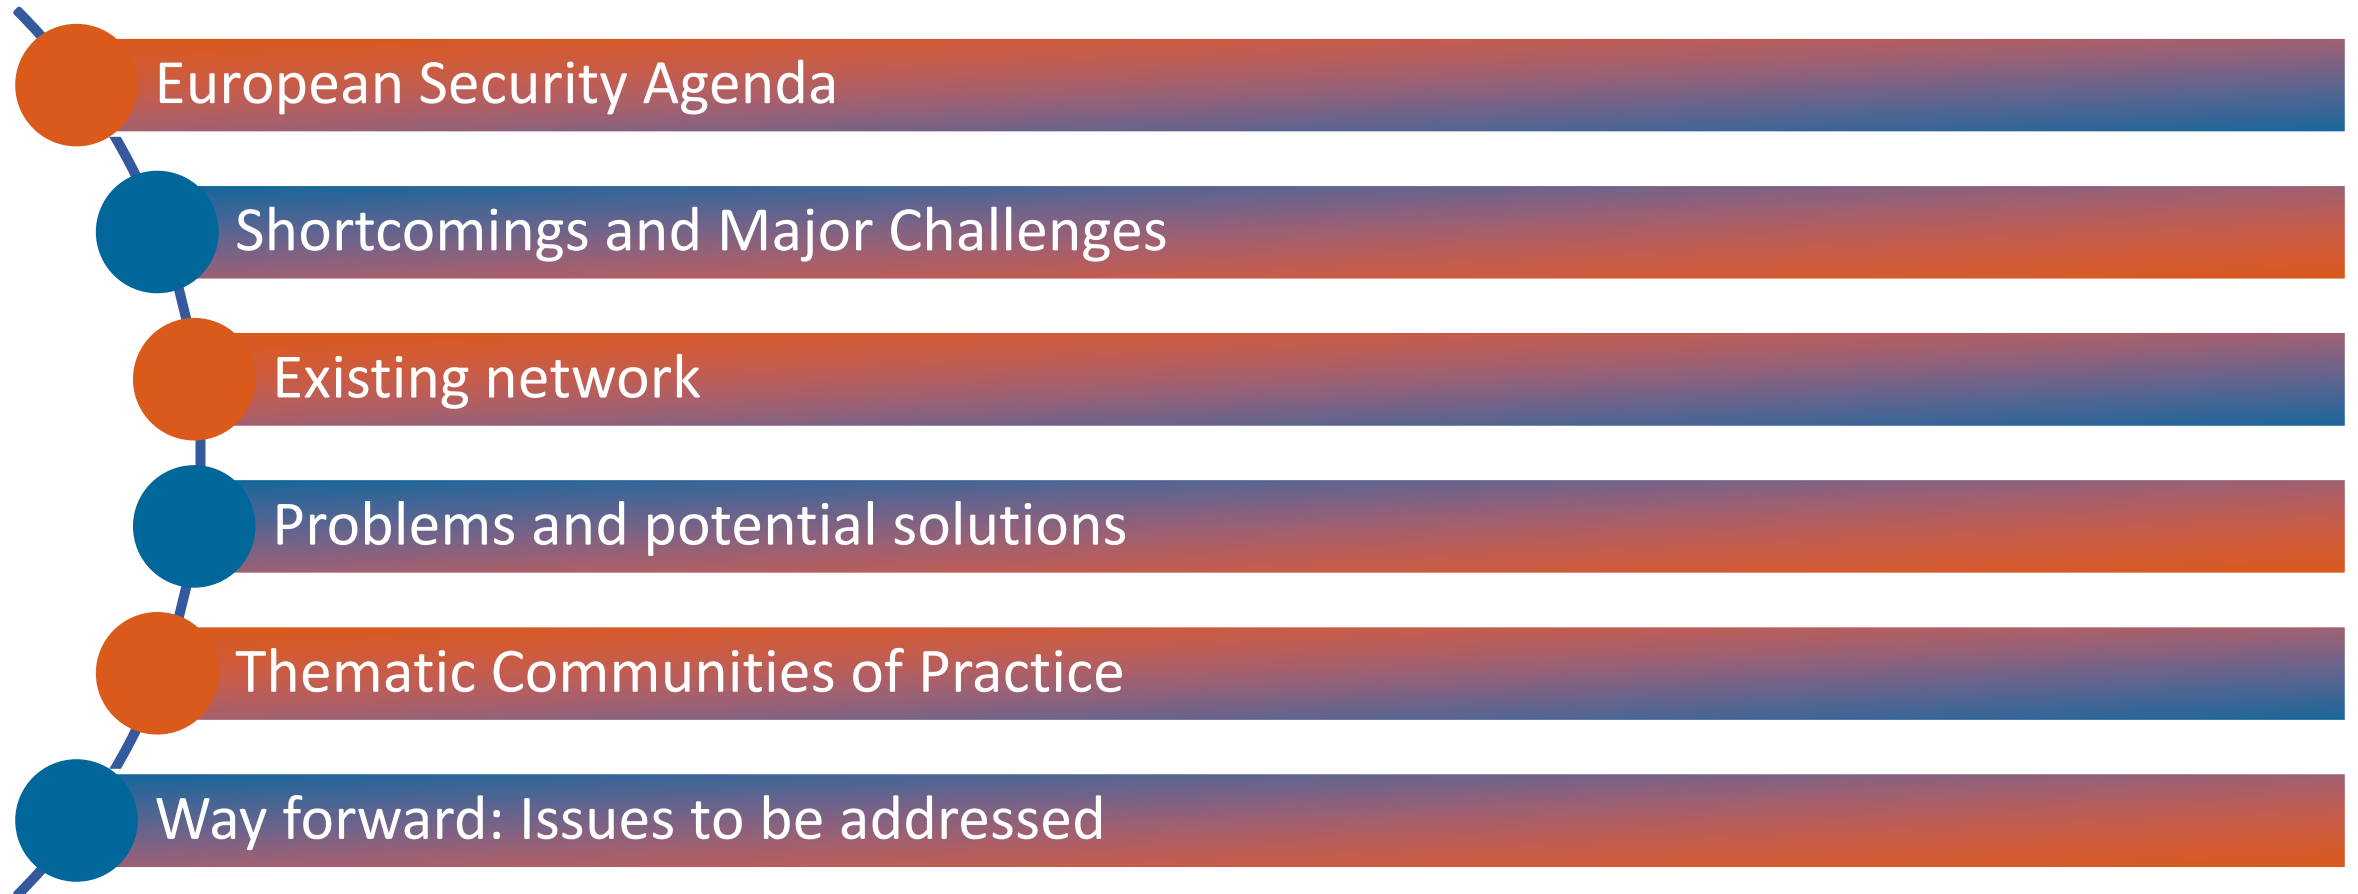 European Security Agenda
Shortcomings and Major Challenges
Existing network
Problems and potential solutions
Thematic Communities of Practice
Way forward: Issues to be addressed